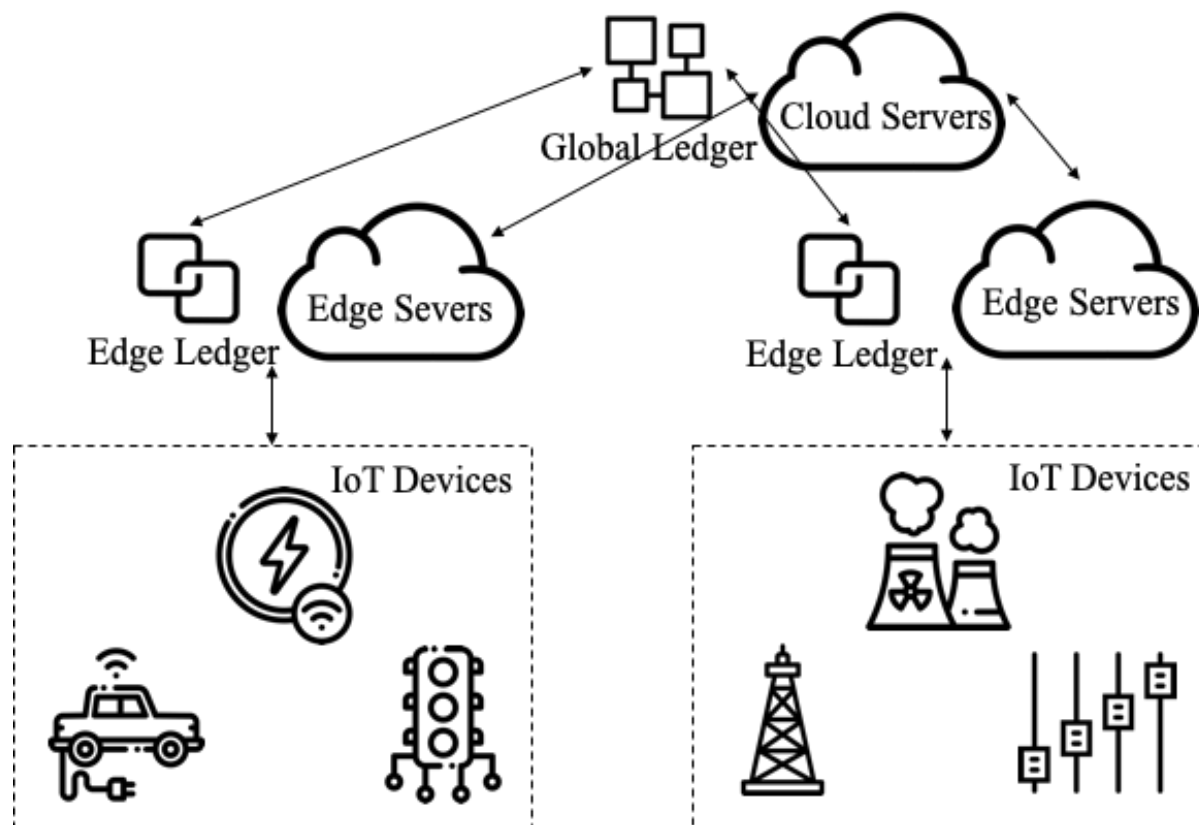 Cloud Servers
Global Ledger
Edge Severs
Edge Servers
Edge Ledger
Edge Ledger
IoT Devices
IoT Devices